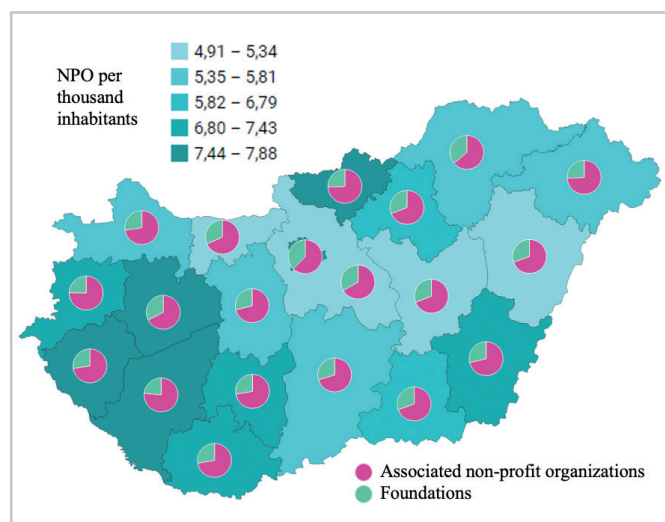 NPO per
thousand
inhabitants
4,91 – 5,34
5,35 – 5,81
5,82 – 6,79
6,80 – 7,43
7,44 – 7,88
Associated non-profit organizations
Foundations